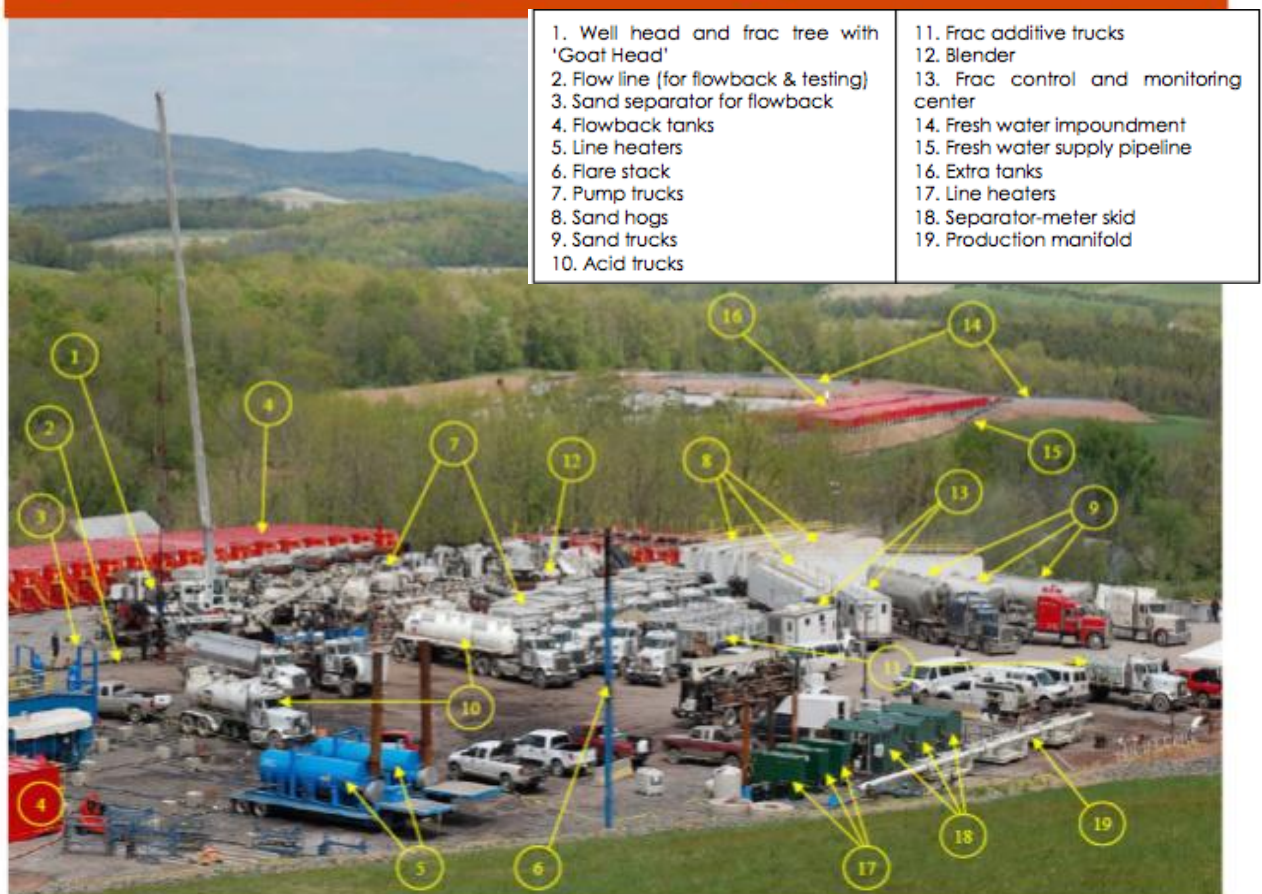 1. Well head and frac tree with
‘Goat Head’
2. Flow line (for flowback & testing)
3. Sand separator for flowback
4. Flowback tanks
5. Line heaters
6. Flare stack
7. Pump trucks
8. Sand hogs
9. Sand trucks
10. Acid trucks
11. Frac additive trucks
12. Blender
13. Frac control and monitoring
center
14. Fresh water impoundment
15. Fresh water supply pipeline
16. Extra tanks
17. Line heaters
18. Separator-meter skid
19. Production manifold
16
14
1
4
2
7
12
8
15
13
9
3
11
10
4
5
6
17
18
19